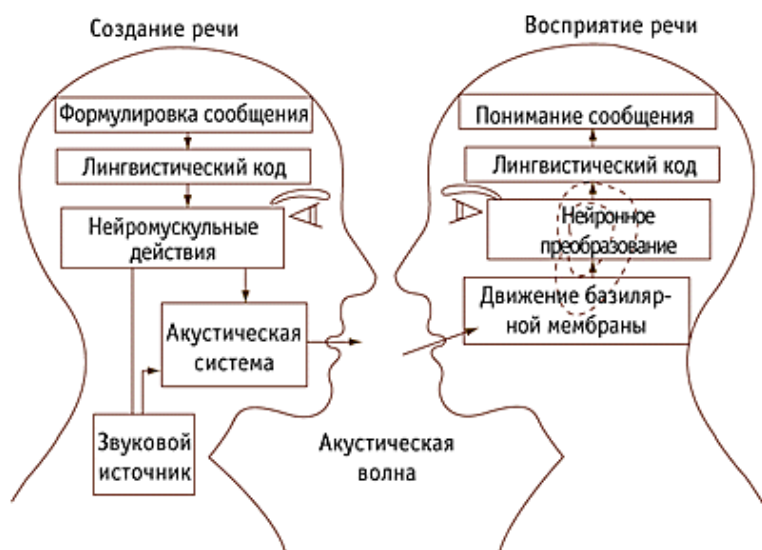 Создание речи
Формулировка сообщения
Лингвистический код
Нейромускульные
действия
Акустическая
система
Звуковой
источник
Акустическая
волна
Восприятие речи
Понимание сообщения
Лингвистический код
Нейронное
преобразование
Движение базиляр-
ной мембраны